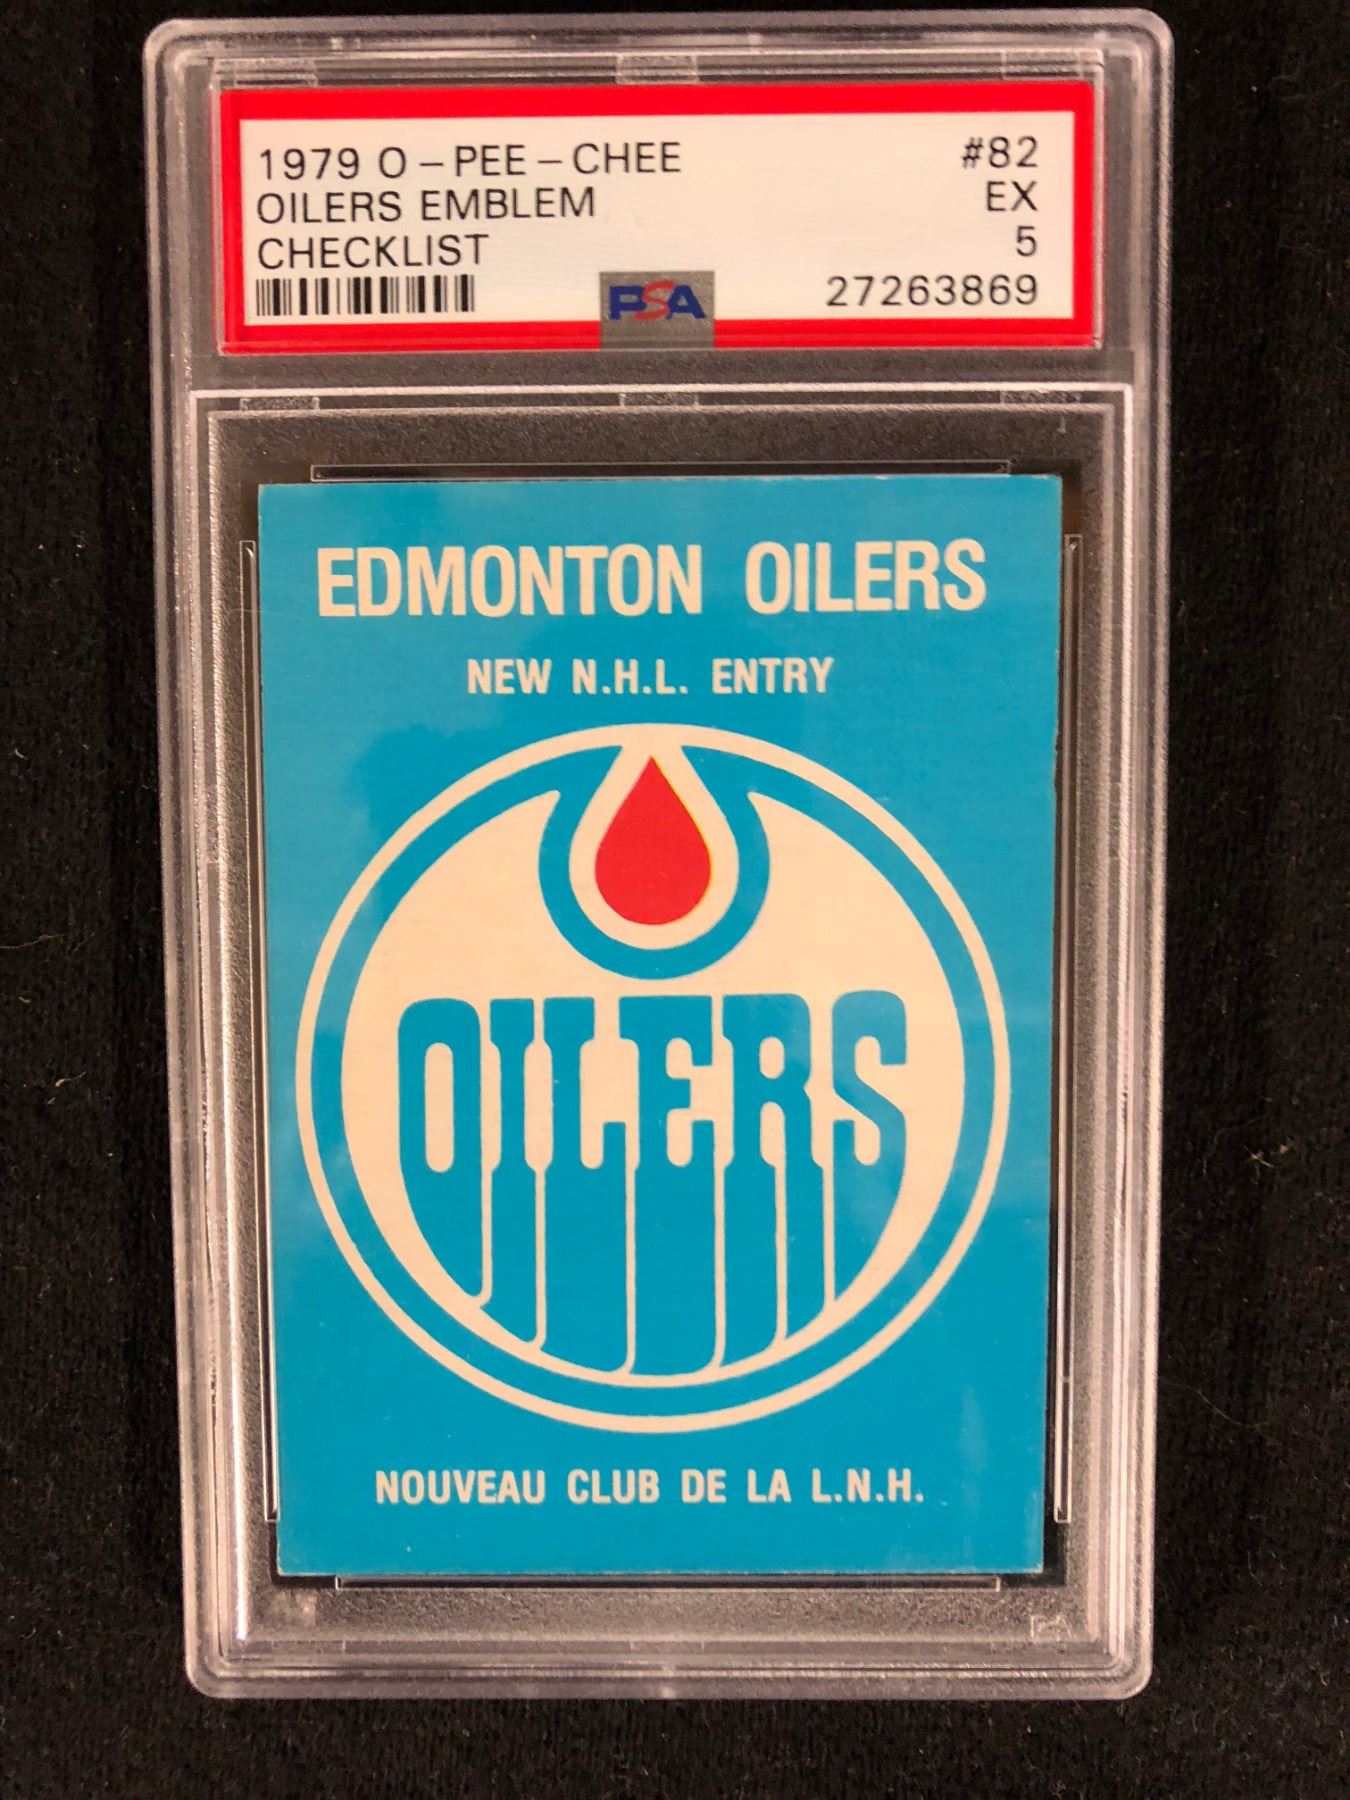 1979 O-PEE-CHEE #82
OILERS EMBLEM EX
CHECKLIST 5
PSA 27263869
EDMONTON OILERS
NEW N.H.L. ENTRY
OILERS
NOUVEAU CLUB DE LA L.N.H.